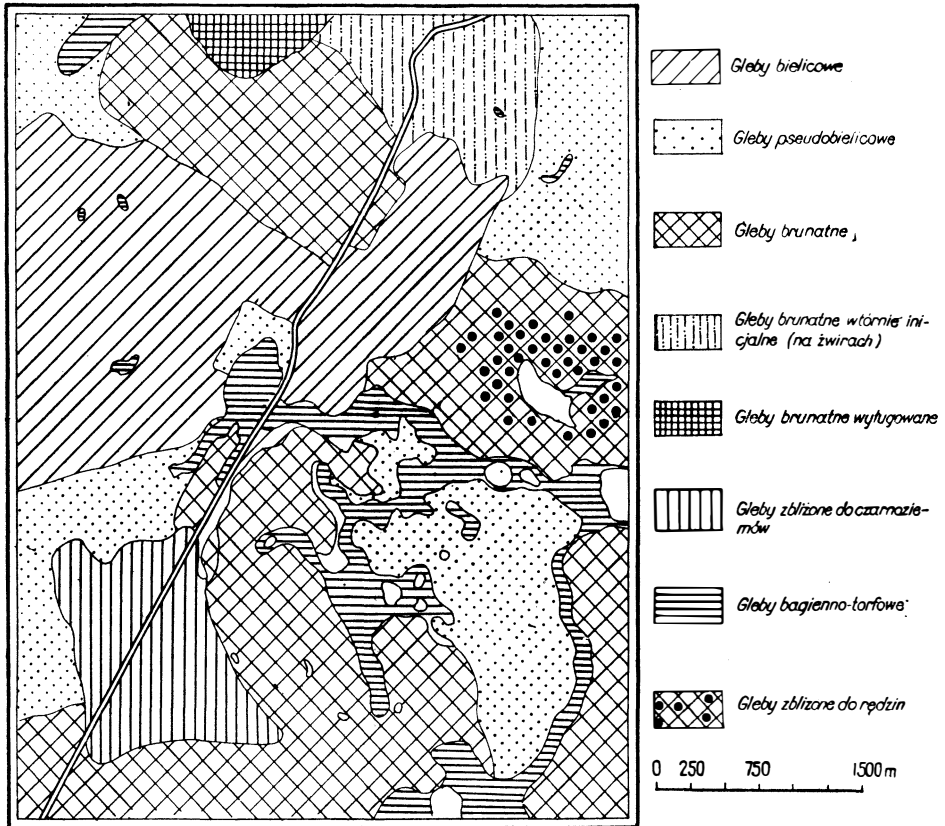 Gleby bielicowe
Gleby pseudobielicowe
Gleby brunatne
Gleby brunatne wtórnie ini-
cjalne (na żwirach)
Gleby brunatne wyługowane
Gleby zbliżone do czarnozie-
mów
Gleby bagienno-torfowe
Gleby zbliżone do rędzin
0 250 750 1500 m